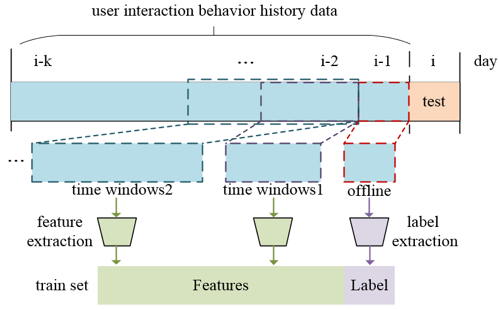 user interaction behavior history data
i-k ... i-2 i-1 i day
test
...
time windows2 time windows1 offline
feature
extraction
label
extraction
train set Features Label